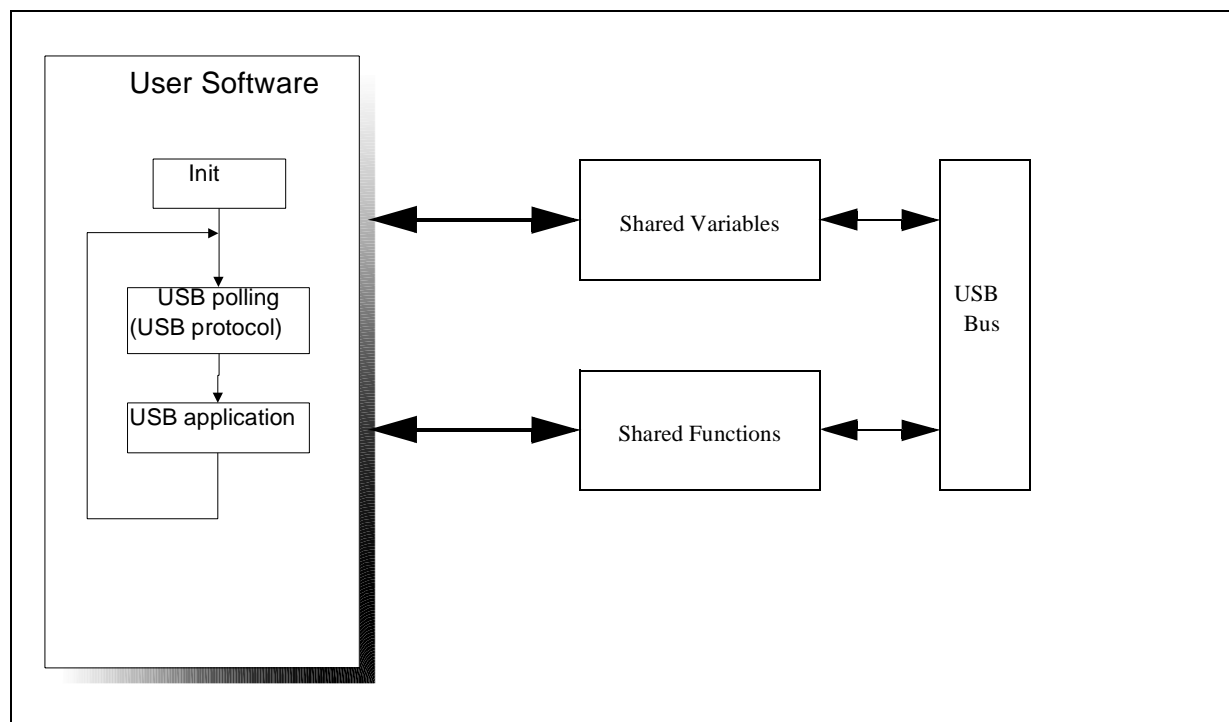 User Software
Init
USB polling
(USB protocol)
USB application
Shared Variables
Shared Functions
USB
Bus